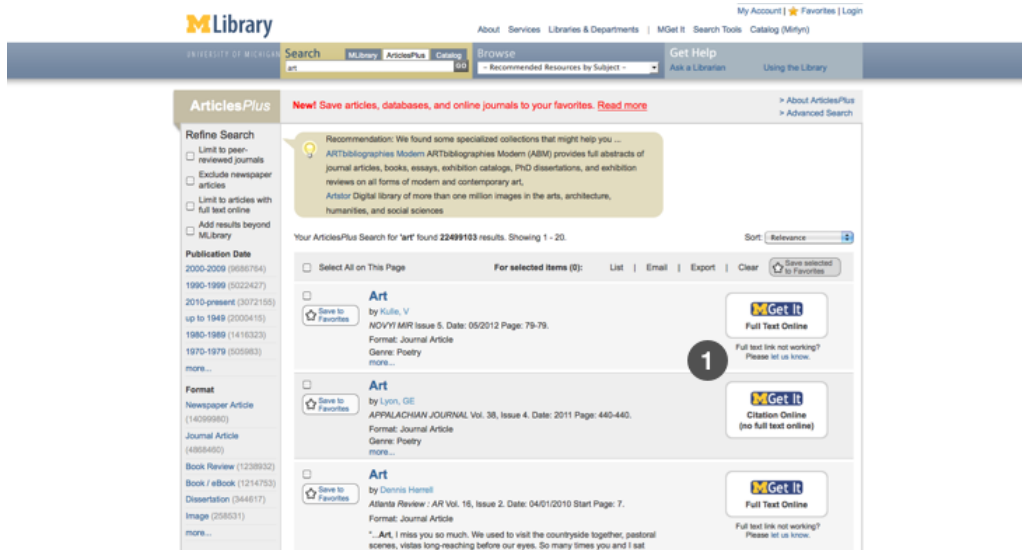 My Account | Favorites | Login
MLibrary
About Services Libraries & Departments | MGet It Search Tools Catalog (Mirlyn)
UNIVERSITY OF MICHIGAN
Search MLibrary ArticlesPlus Catalog
art GO
Browse
- Recommended Resources by Subject -
Get Help
Ask a Librarian Using the Library
ArticlesPlus
New! Save articles, databases, and online journals to your favorites. Read more
> About ArticlesPlus
> Advanced Search
Refine Search
Limit to peer-
reviewed journals
Exclude newspaper
articles
Limit to articles with
full text online
Add results beyond
MLibrary
Publication Date
2000-2009 (9686784)
1990-1999 (5022427)
2010-present (3072155)
up to 1949 (2000415)
1980-1989 (1416323)
1970-1979 (505983)
more...
Format
Newspaper Article
(14099980)
Journal Article
(4868460)
Book Review (1238932)
Book / eBook (1214753)
Dissertation (344617)
Image (258531)
more...
Recommendation: We found some specialized collections that might help you ...
ARTbibliographies Modern ARTbibliographies Modern (ABM) provides full abstracts of
journal articles, books, essays, exhibition catalogs, PhD dissertations, and exhibition
reviews on all forms of modern and contemporary art,
Artstor Digital library of more than one million images in the arts, architecture,
humanities, and social sciences
Your ArticlesPlus Search for 'art' found 22499103 results. Showing 1 - 20.
Sort: Relevance
Select All on This Page
For selected items (0): List | Email | Export | Clear
Save selected
to Favorites
Save to
Favorites
Art
by Kulle, V
NOVYI MIR Issue 5. Date: 05/2012 Page: 79-79.
Format: Journal Article
Genre: Poetry
more...
MGet It
Full Text Online
Full text link not working?
Please let us know.
1
Save to
Favorites
Art
by Lyon, GE
APPALACHIAN JOURNAL Vol. 38, Issue 4. Date: 2011 Page: 440-440.
Format: Journal Article
Genre: Poetry
more...
MGet It
Citation Online
(no full text online)
Save to
Favorites
Art
by Dennis Herrell
Atlanta Review : AR Vol. 16, Issue 2. Date: 04/01/2010 Start Page: 7.
Format: Journal Article
"...Art, I miss you so much. We used to visit the countryside together, pastoral
scenes, vistas long-reaching before our eyes. So many times you and I sat
MGet It
Full Text Online
Full text link not working?
Please let us know.